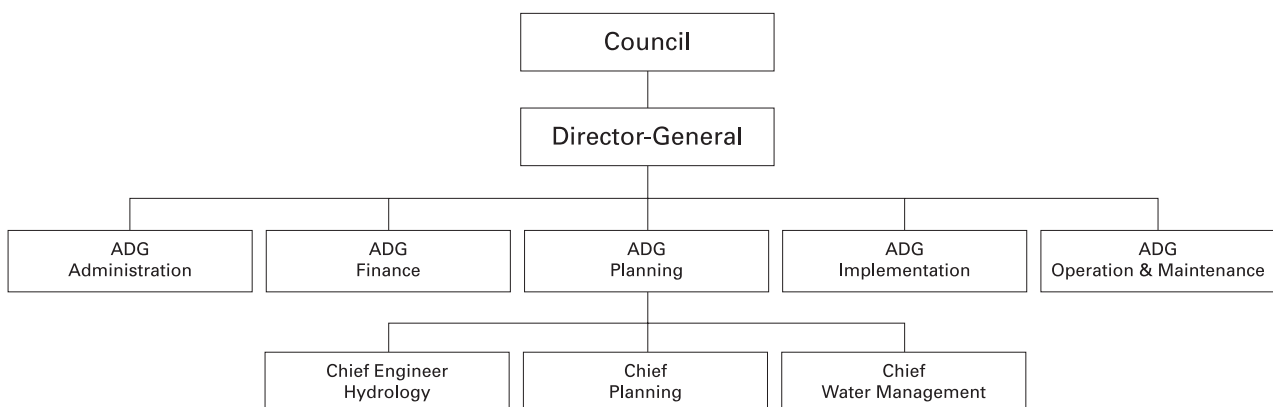 Council
Director-General
ADG
Administration
ADG
Finance
ADG
Planning
ADG
Implementation
ADG
Operation & Maintenance
Chief Engineer
Hydrology
Chief
Planning
Chief
Water Management